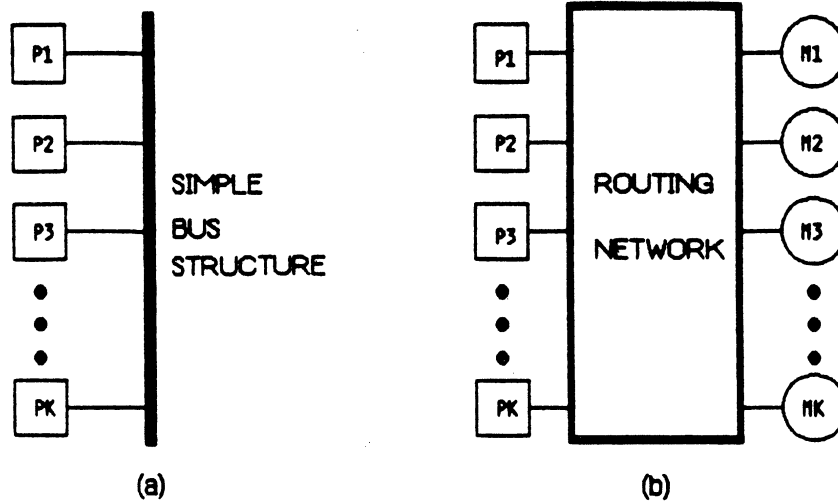 P1
P2
P3
PK
SIMPLE
BUS
STRUCTURE
(a)
P1
P2
P3
PK
ROUTING
NETWORK
M1
M2
M3
MK
(b)